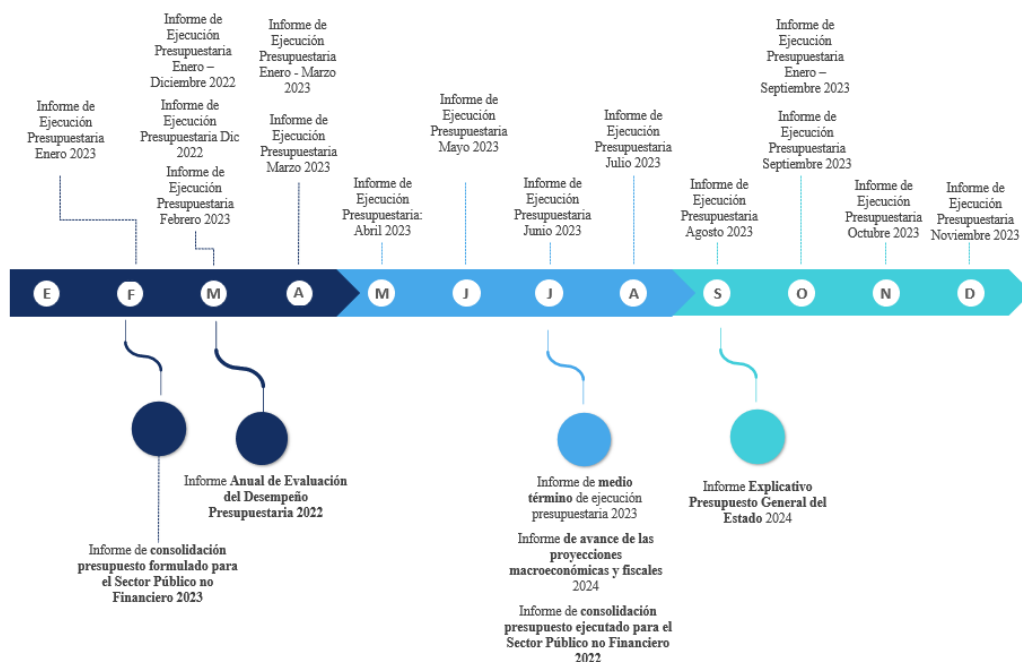 Informe de
Ejecución
Presupuestaria
Enero 2023
Informe de
Ejecución
Presupuestaria
Enero –
Diciembre 2022
Informe de
Ejecución
Presupuestaria Dic
2022
Informe de
Ejecución
Presupuestaria
Febrero 2023
Informe de
Ejecución
Presupuestaria
Enero - Marzo
2023
Informe de
Ejecución
Presupuestaria
Marzo 2023
Informe de
Ejecución
Presupuestaria:
Abril 2023
Informe de
Ejecución
Presupuestaria
Mayo 2023
Informe de
Ejecución
Presupuestaria
Junio 2023
Informe de
Ejecución
Presupuestaria
Julio 2023
Informe de
Ejecución
Presupuestaria
Agosto 2023
Informe de
Ejecución
Presupuestaria
Enero –
Septiembre 2023
Informe de
Ejecución
Presupuestaria
Septiembre 2023
Informe de
Ejecución
Presupuestaria
Octubre 2023
Informe de
Ejecución
Presupuestaria
Noviembre 2023
E F M A M J J A S O N D
Informe de consolidación
presupuesto formulado para
el Sector Público no
Financiero 2023
Informe Anual de Evaluación
del Desempeño
Presupuestaria 2022
Informe de medio
término de ejecución
presupuestaria 2023
Informe de avance de las
proyecciones
macroeconómicas y fiscales
2024
Informe de consolidación
presupuesto ejecutado para el
Sector Público no Financiero
2022
Informe Explicativo
Presupuesto General del
Estado 2024